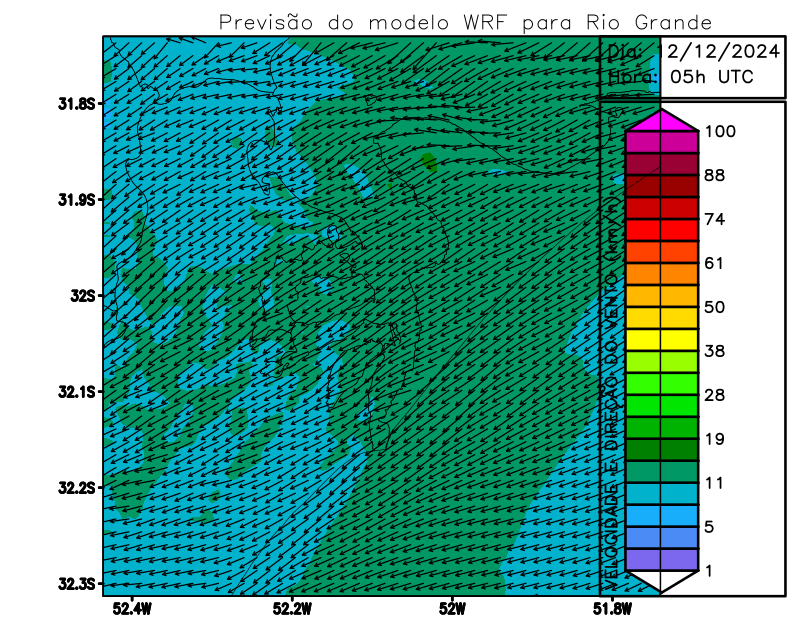 Previsão do modelo WRF para Rio Grande
Dia: 12/12/2024
Hora: 05h UTC
31.8S
31.9S
32S
32.1S
32.2S
32.3S
52.4W
52.2W
52W
51.8W
VELOCIDADE E DIREÇÃO DO VENTO (km/h)
100
88
74
61
50
38
28
19
11
5
1